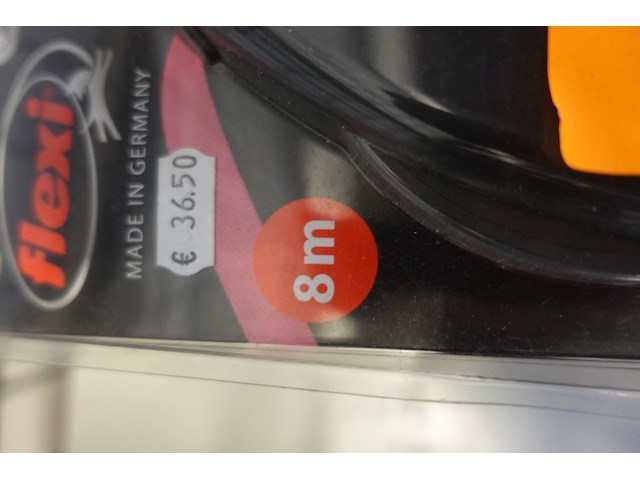 flexi®
MADE IN GERMANY
€ 36.50
8 m